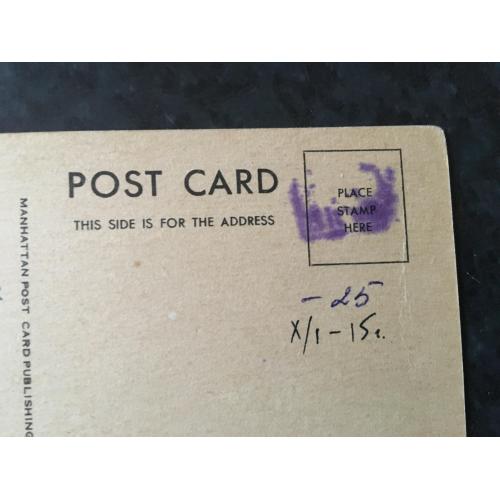 POST CARD
THIS SIDE IS FOR THE ADDRESS
PLACE
STAMP
HERE
MANHATTAN POST CARD PUBLISHING
- 25
X/1 - 15